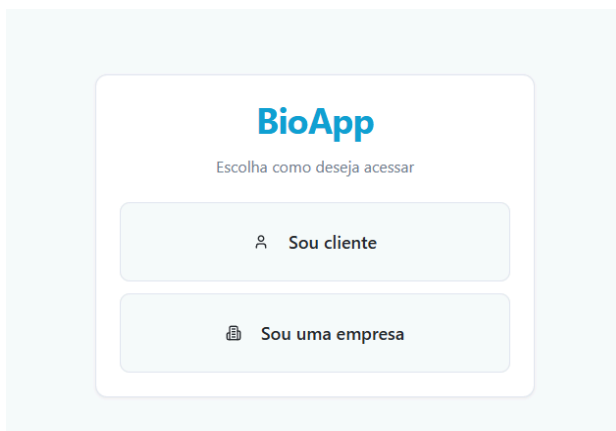 BioApp
Escolha como deseja acessar
Sou cliente
Sou uma empresa